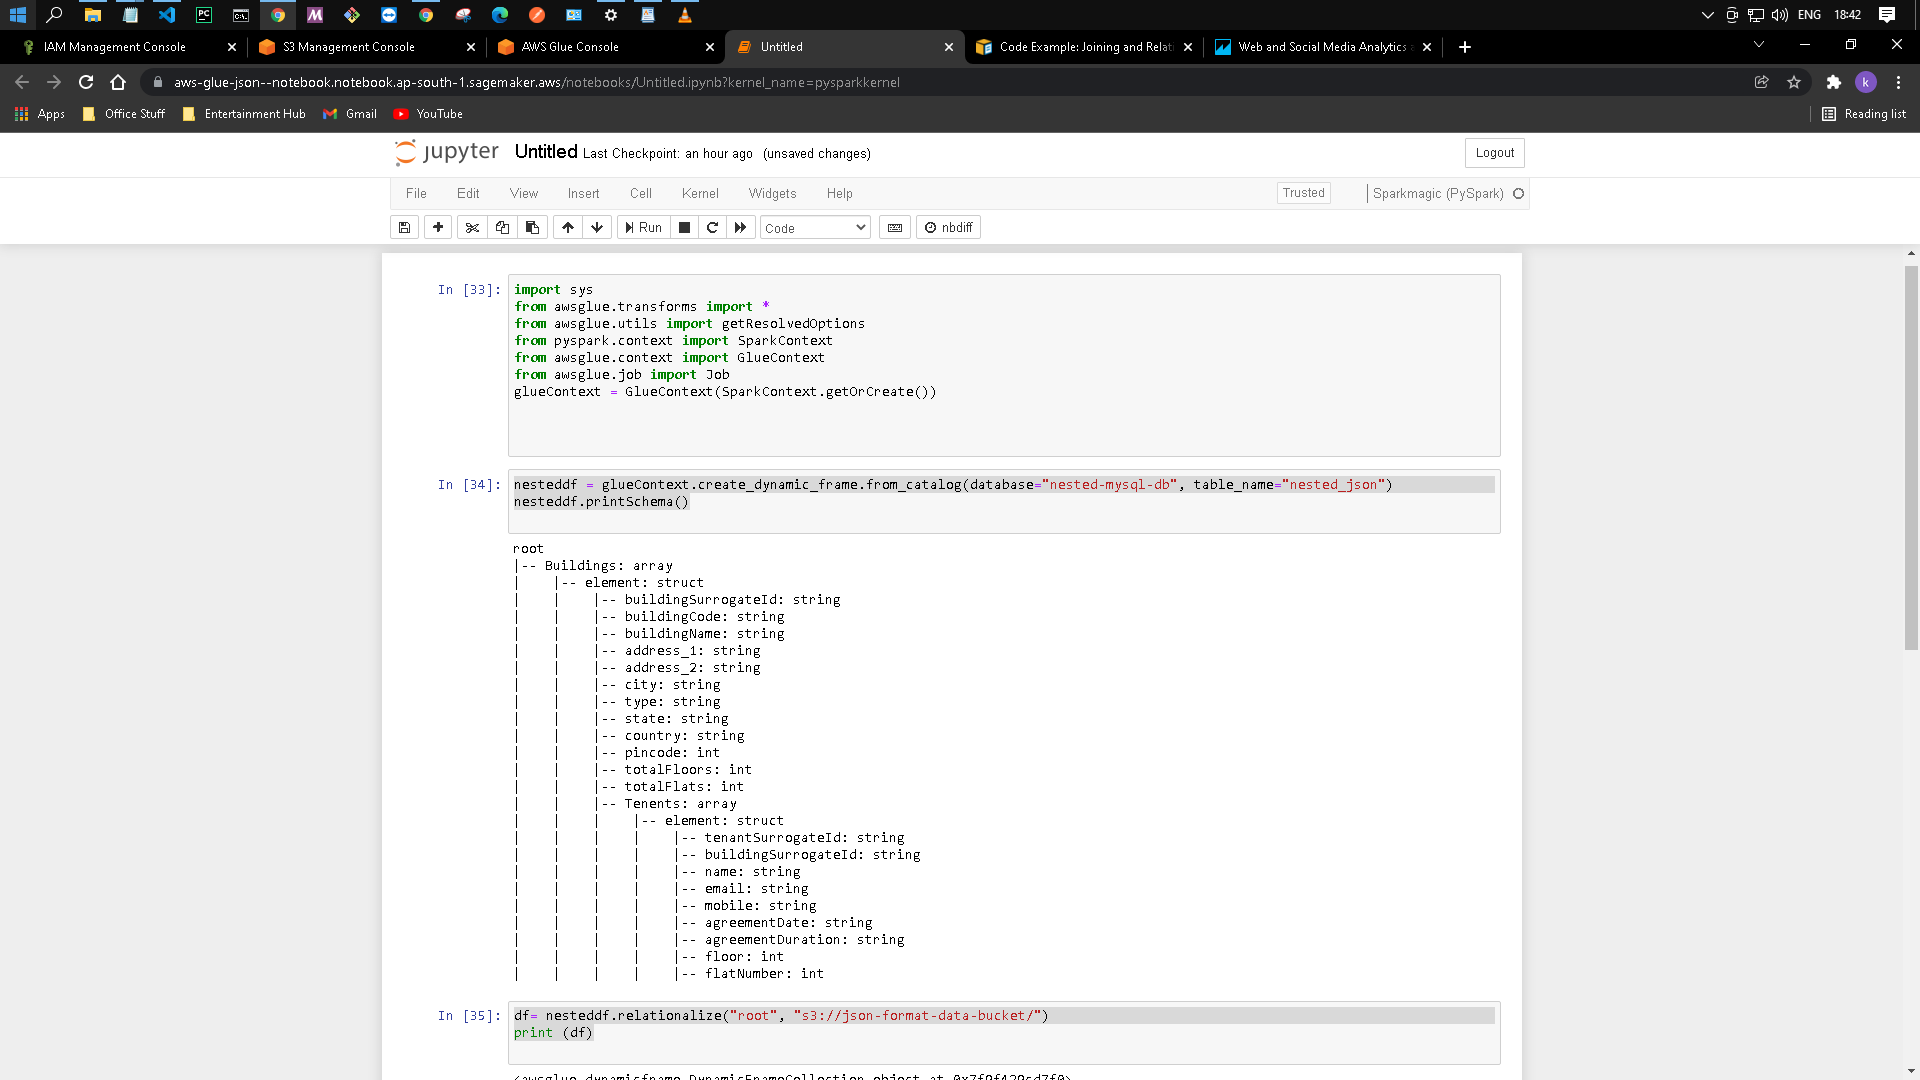 ENG 18:42
IAM Management Console
S3 Management Console
AWS Glue Console
Untitled
Code Example: Joining and Relati
Web and Social Media Analytics
aws-glue-json--notebook.notebook.ap-south-1.sagemaker.aws/notebooks/Untitled.ipynb?kernel_name=pysparkkernel
k
Apps
Office Stuff
Entertainment Hub
Gmail
YouTube
Reading list
jupyter Untitled Last Checkpoint: an hour ago (unsaved changes)
Logout
File Edit View Insert Cell Kernel Widgets Help
Trusted
Sparkmagic (PySpark)
Run
Code
nbdiff
In [33]:
import sys
from awsglue.transforms import *
from awsglue.utils import getResolvedOptions
from pyspark.context import SparkContext
from awsglue.context import GlueContext
from awsglue.job import Job
glueContext = GlueContext(SparkContext.getOrCreate())
In [34]:
nesteddf = glueContext.create_dynamic_frame.from_catalog(database="nested-mysql-db", table_name="nested_json")
nesteddf.printSchema()
root
|-- Buildings: array
|    |-- element: struct
|    |    |-- buildingSurrogateId: string
|    |    |-- buildingCode: string
|    |    |-- buildingName: string
|    |    |-- address_1: string
|    |    |-- address_2: string
|    |    |-- city: string
|    |    |-- type: string
|    |    |-- state: string
|    |    |-- country: string
|    |    |-- pincode: int
|    |    |-- totalFloors: int
|    |    |-- totalFlats: int
|    |    |-- Tenents: array
|    |    |    |-- element: struct
|    |    |    |    |-- tenantSurrogateId: string
|    |    |    |    |-- buildingSurrogateId: string
|    |    |    |    |-- name: string
|    |    |    |    |-- email: string
|    |    |    |    |-- mobile: string
|    |    |    |    |-- agreementDate: string
|    |    |    |    |-- agreementDuration: string
|    |    |    |    |-- floor: int
|    |    |    |    |-- flatNumber: int
In [35]:
df= nesteddf.relationalize("root", "s3://json-format-data-bucket/")
print (df)
<awsglue.dynamicframe.DynamicFrameCollection object at